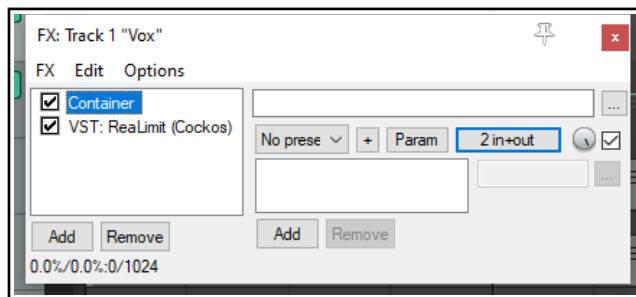 FX: Track 1 "Vox"
x
FX Edit Options
Container
VST: ReaLimit (Cockos)
...
No prese + Param 2 in+out
...
Add Remove
Add Remove
0.0%/0.0%:0/1024